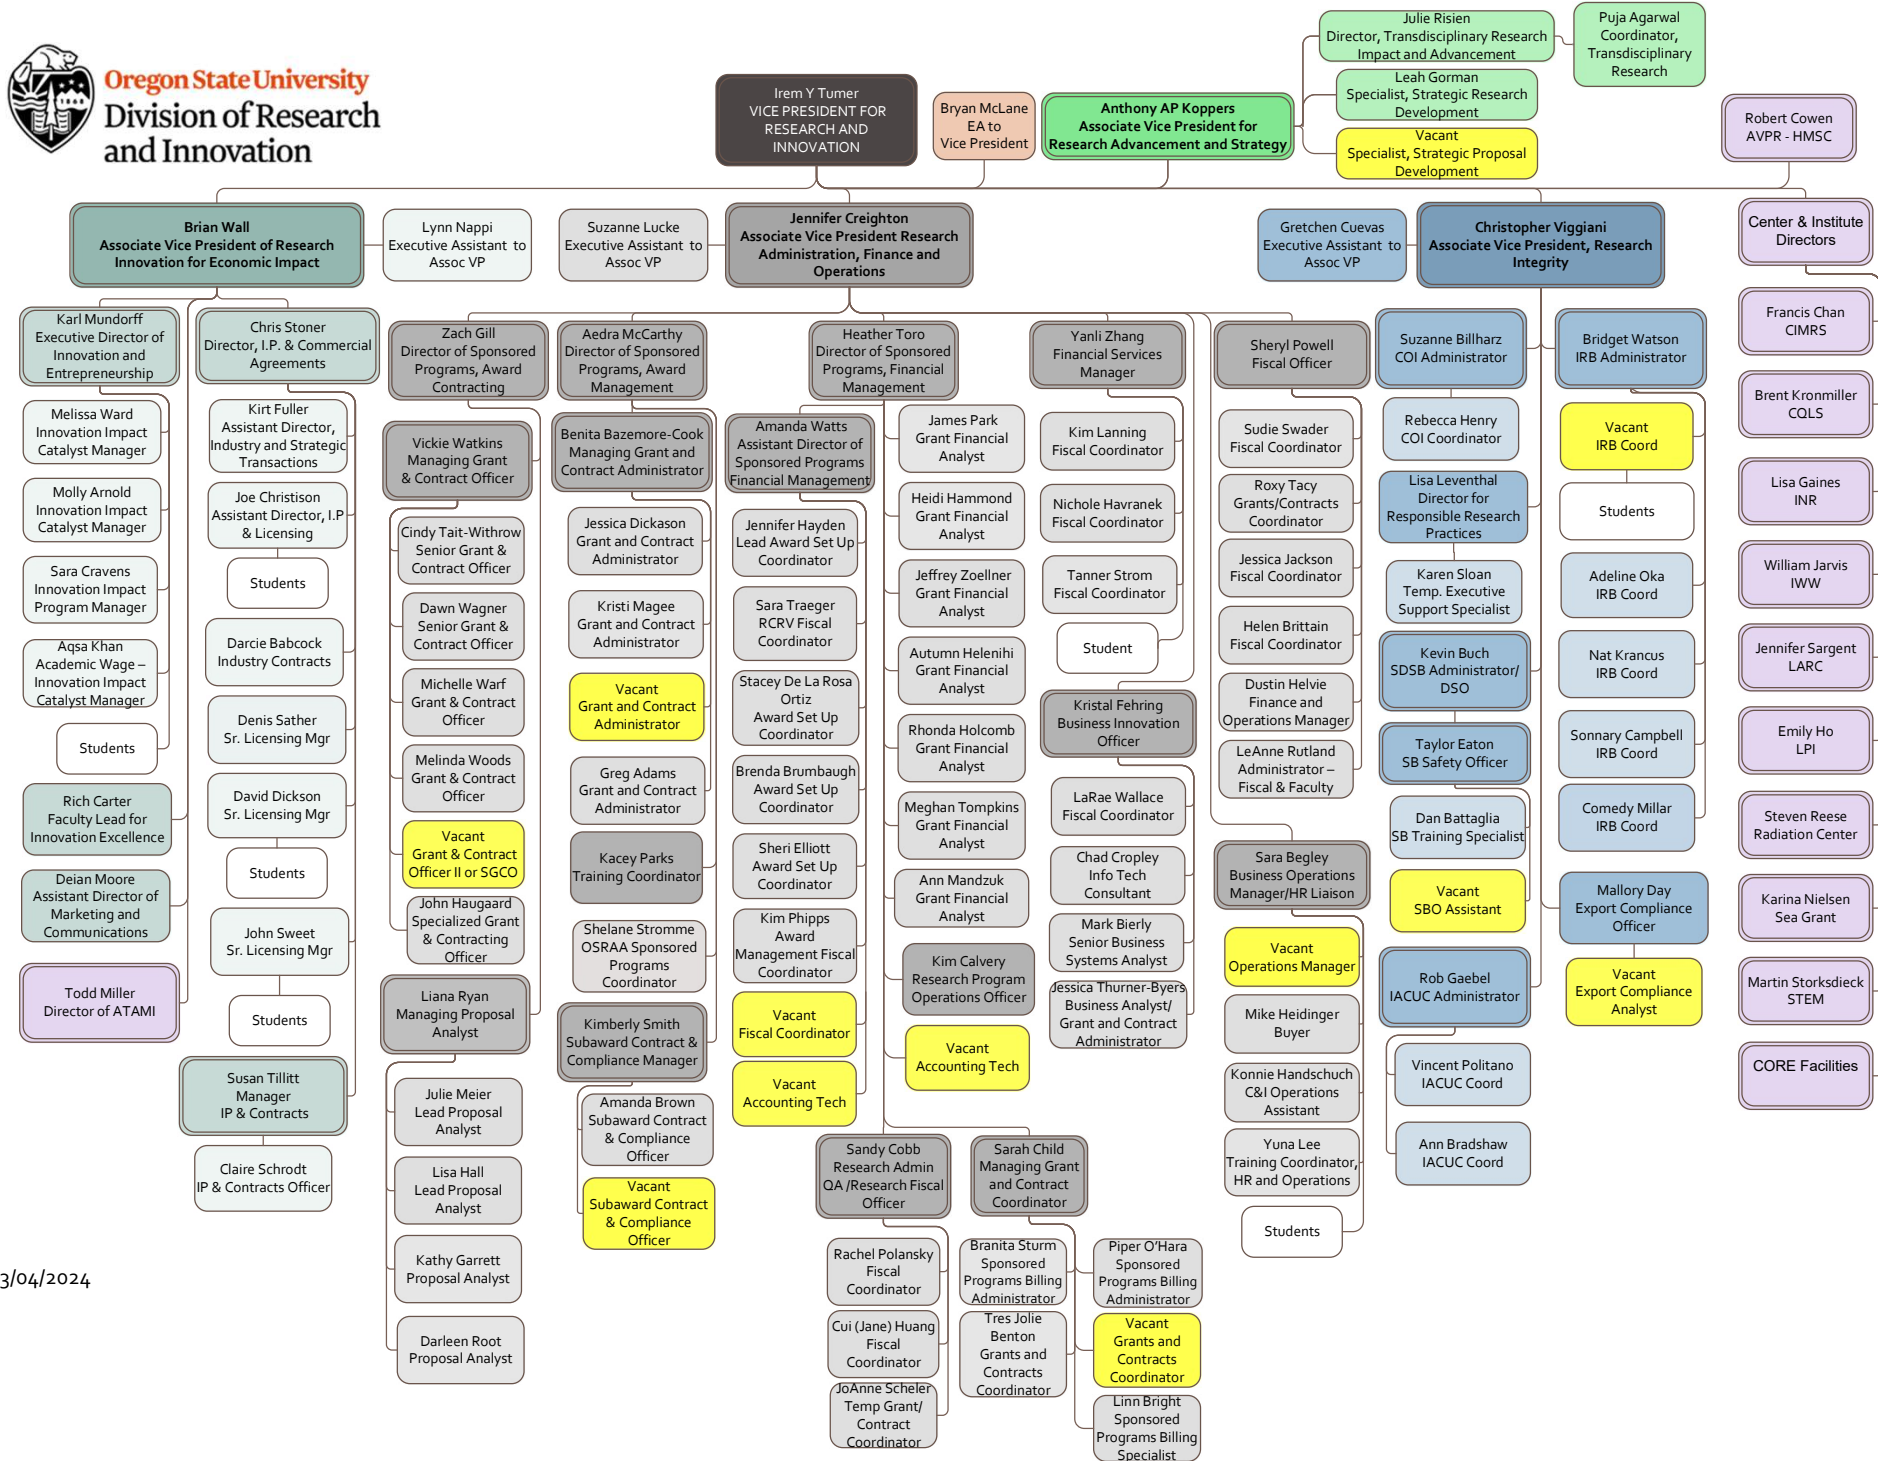 Oregon State University
Division of Research
and Innovation
Irem Y Tumer
VICE PRESIDENT FOR
RESEARCH AND
INNOVATION
Bryan McLane
EA to
Vice President
Anthony AP Koppers
Associate Vice President for
Research Advancement and Strategy
Julie Risien
Director, Transdisciplinary Research
Impact and Advancement
Puja Agarwal
Coordinator,
Transdisciplinary
Research
Leah Gorman
Specialist, Strategic Research
Development
Vacant
Specialist, Strategic Proposal
Development
Robert Cowen
AVPR - HMSC
Brian Wall
Associate Vice President of Research
Innovation for Economic Impact
Lynn Nappi
Executive Assistant to
Assoc VP
Suzanne Lucke
Executive Assistant to
Assoc VP
Jennifer Creighton
Associate Vice President Research
Administration, Finance and
Operations
Gretchen Cuevas
Executive Assistant to
Assoc VP
Christopher Viggiani
Associate Vice President, Research
Integrity
Center & Institute
Directors
Karl Mundorff
Executive Director of
Innovation and
Entrepreneurship
Melissa Ward
Innovation Impact
Catalyst Manager
Molly Arnold
Innovation Impact
Catalyst Manager
Sara Cravens
Innovation Impact
Program Manager
Aqsa Khan
Academic Wage –
Innovation Impact
Catalyst Manager
Students
Rich Carter
Faculty Lead for
Innovation Excellence
Deian Moore
Assistant Director of
Marketing and
Communications
Todd Miller
Director of ATAMI
Chris Stoner
Director, I.P. & Commercial
Agreements
Kirt Fuller
Assistant Director,
Industry and Strategic
Transactions
Joe Christison
Assistant Director, I.P
& Licensing
Students
Darcie Babcock
Industry Contracts
Denis Sather
Sr. Licensing Mgr
David Dickson
Sr. Licensing Mgr
Students
John Sweet
Sr. Licensing Mgr
Students
Susan Tillitt
Manager
IP & Contracts
Claire Schrodt
IP & Contracts Officer
Zach Gill
Director of Sponsored
Programs, Award
Contracting
Vickie Watkins
Managing Grant
& Contract Officer
Cindy Tait-Withrow
Senior Grant &
Contract Officer
Dawn Wagner
Senior Grant &
Contract Officer
Michelle Warf
Grant & Contract
Officer
Melinda Woods
Grant & Contract
Officer
Vacant
Grant & Contract
Officer II or SGCO
John Haugaard
Specialized Grant
& Contracting
Officer
Liana Ryan
Managing Proposal
Analyst
Julie Meier
Lead Proposal
Analyst
Lisa Hall
Lead Proposal
Analyst
Kathy Garrett
Proposal Analyst
Darleen Root
Proposal Analyst
Aedra McCarthy
Director of Sponsored
Programs, Award
Management
Benita Bazemore-Cook
Managing Grant and
Contract Administrator
Jessica Dickason
Grant and Contract
Administrator
Kristi Magee
Grant and Contract
Administrator
Vacant
Grant and Contract
Administrator
Greg Adams
Grant and Contract
Administrator
Kacey Parks
Training Coordinator
Shelane Stromme
OSRAA Sponsored
Programs
Coordinator
Kimberly Smith
Subaward Contract &
Compliance Manager
Amanda Brown
Subaward Contract
& Compliance
Officer
Vacant
Subaward Contract
& Compliance
Officer
Heather Toro
Director of Sponsored
Programs, Financial
Management
Amanda Watts
Assistant Director of
Sponsored Programs
Financial Management
Jennifer Hayden
Lead Award Set Up
Coordinator
Sara Traeger
RCRV Fiscal
Coordinator
Stacey De La Rosa
Ortiz
Award Set Up
Coordinator
Brenda Brumbaugh
Award Set Up
Coordinator
Sheri Elliott
Award Set Up
Coordinator
Kim Phipps
Award
Management Fiscal
Coordinator
Vacant
Fiscal Coordinator
Vacant
Accounting Tech
James Park
Grant Financial
Analyst
Heidi Hammond
Grant Financial
Analyst
Jeffrey Zoellner
Grant Financial
Analyst
Autumn Helenihi
Grant Financial
Analyst
Rhonda Holcomb
Grant Financial
Analyst
Meghan Tompkins
Grant Financial
Analyst
Ann Mandzuk
Grant Financial
Analyst
Kim Calvery
Research Program
Operations Officer
Vacant
Accounting Tech
Sandy Cobb
Research Admin
QA /Research Fiscal
Officer
Rachel Polansky
Fiscal
Coordinator
Cui (Jane) Huang
Fiscal
Coordinator
JoAnne Scheler
Temp Grant/
Contract
Coordinator
Sarah Child
Managing Grant
and Contract
Coordinator
Branita Sturm
Sponsored
Programs Billing
Administrator
Tres Jolie
Benton
Grants and
Contracts
Coordinator
Piper O'Hara
Sponsored
Programs Billing
Administrator
Vacant
Grants and
Contracts
Coordinator
Linn Bright
Sponsored
Programs Billing
Specialist
Yanli Zhang
Financial Services
Manager
Kim Lanning
Fiscal Coordinator
Nichole Havranek
Fiscal Coordinator
Tanner Strom
Fiscal Coordinator
Student
Kristal Fehring
Business Innovation
Officer
LaRae Wallace
Fiscal Coordinator
Chad Cropley
Info Tech
Consultant
Mark Bierly
Senior Business
Systems Analyst
Jessica Thurner-Byers
Business Analyst/
Grant and Contract
Administrator
Sheryl Powell
Fiscal Officer
Sudie Swader
Fiscal Coordinator
Roxy Tacy
Grants/Contracts
Coordinator
Jessica Jackson
Fiscal Coordinator
Helen Brittain
Fiscal Coordinator
Dustin Helvie
Finance and
Operations Manager
LeAnne Rutland
Administrator –
Fiscal & Faculty
Sara Begley
Business Operations
Manager/HR Liaison
Vacant
Operations Manager
Mike Heidinger
Buyer
Konnie Handschuch
C&I Operations
Assistant
Yuna Lee
Training Coordinator,
HR and Operations
Students
Suzanne Billharz
COI Administrator
Rebecca Henry
COI Coordinator
Lisa Leventhal
Director for
Responsible Research
Practices
Karen Sloan
Temp. Executive
Support Specialist
Kevin Buch
SDSB Administrator/
DSO
Taylor Eaton
SB Safety Officer
Dan Battaglia
SB Training Specialist
Vacant
SBO Assistant
Rob Gaebel
IACUC Administrator
Vincent Politano
IACUC Coord
Ann Bradshaw
IACUC Coord
Bridget Watson
IRB Administrator
Vacant
IRB Coord
Students
Adeline Oka
IRB Coord
Nat Krancus
IRB Coord
Sonnary Campbell
IRB Coord
Comedy Millar
IRB Coord
Mallory Day
Export Compliance
Officer
Vacant
Export Compliance
Analyst
Francis Chan
CIMRS
Brent Kronmiller
CQLS
Lisa Gaines
INR
William Jarvis
IWW
Jennifer Sargent
LARC
Emily Ho
LPI
Steven Reese
Radiation Center
Karina Nielsen
Sea Grant
Martin Storksdieck
STEM
CORE Facilities
3/04/2024